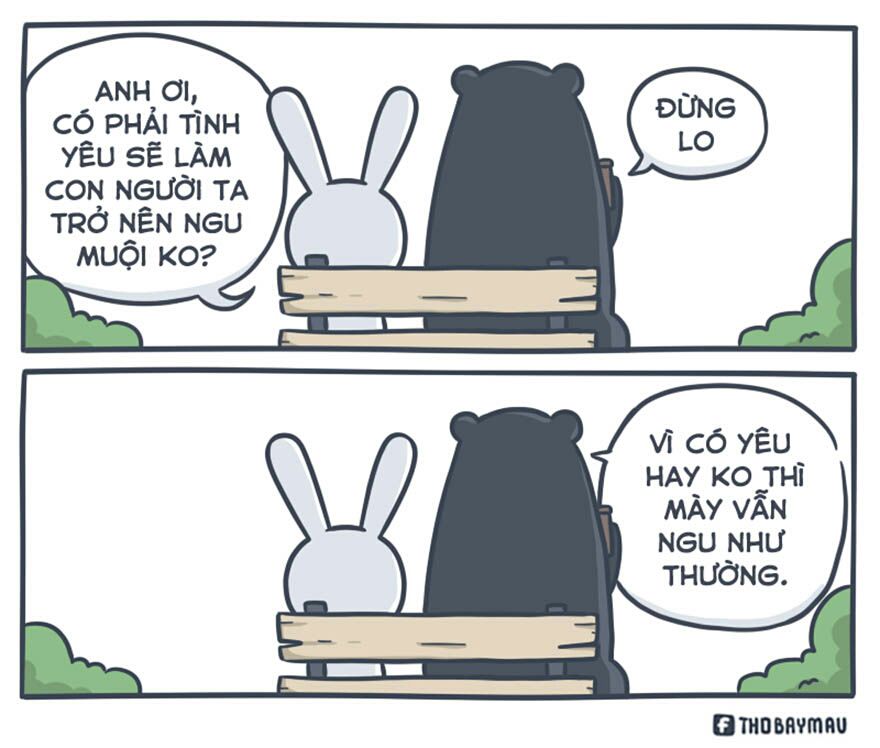 ANH ƠI,
CÓ PHẢI TÌNH
YÊU SẼ LÀM
CON NGƯỜI TA
TRỞ NÊN NGU
MUỘI KO?
ĐỪNG
LO
VÌ CÓ YÊU
HAY KO THÌ
MÀY VẪN
NGU NHƯ
THƯỜNG.
THOBAYMAU